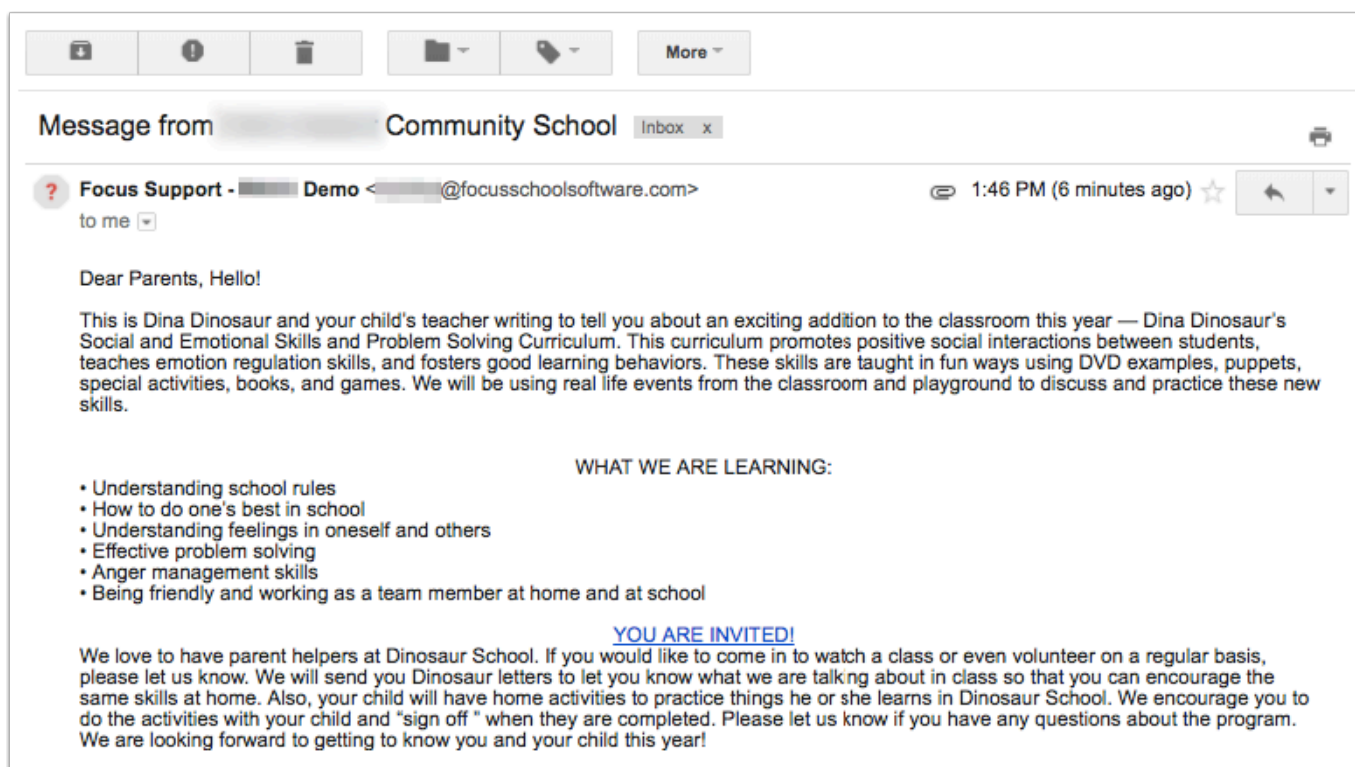 More
Message from Community School Inbox x
? Focus Support - Demo < @focusschoolsoftware.com> 1:46 PM (6 minutes ago)
to me
Dear Parents, Hello!
This is Dina Dinosaur and your child's teacher writing to tell you about an exciting addition to the classroom this year — Dina Dinosaur's
Social and Emotional Skills and Problem Solving Curriculum. This curriculum promotes positive social interactions between students,
teaches emotion regulation skills, and fosters good learning behaviors. These skills are taught in fun ways using DVD examples, puppets,
special activities, books, and games. We will be using real life events from the classroom and playground to discuss and practice these new
skills.
WHAT WE ARE LEARNING:
• Understanding school rules
• How to do one's best in school
• Understanding feelings in oneself and others
• Effective problem solving
• Anger management skills
• Being friendly and working as a team member at home and at school
YOU ARE INVITED!
We love to have parent helpers at Dinosaur School. If you would like to come in to watch a class or even volunteer on a regular basis,
please let us know. We will send you Dinosaur letters to let you know what we are talking about in class so that you can encourage the
same skills at home. Also, your child will have home activities to practice things he or she learns in Dinosaur School. We encourage you to
do the activities with your child and “sign off ” when they are completed. Please let us know if you have any questions about the program.
We are looking forward to getting to know you and your child this year!